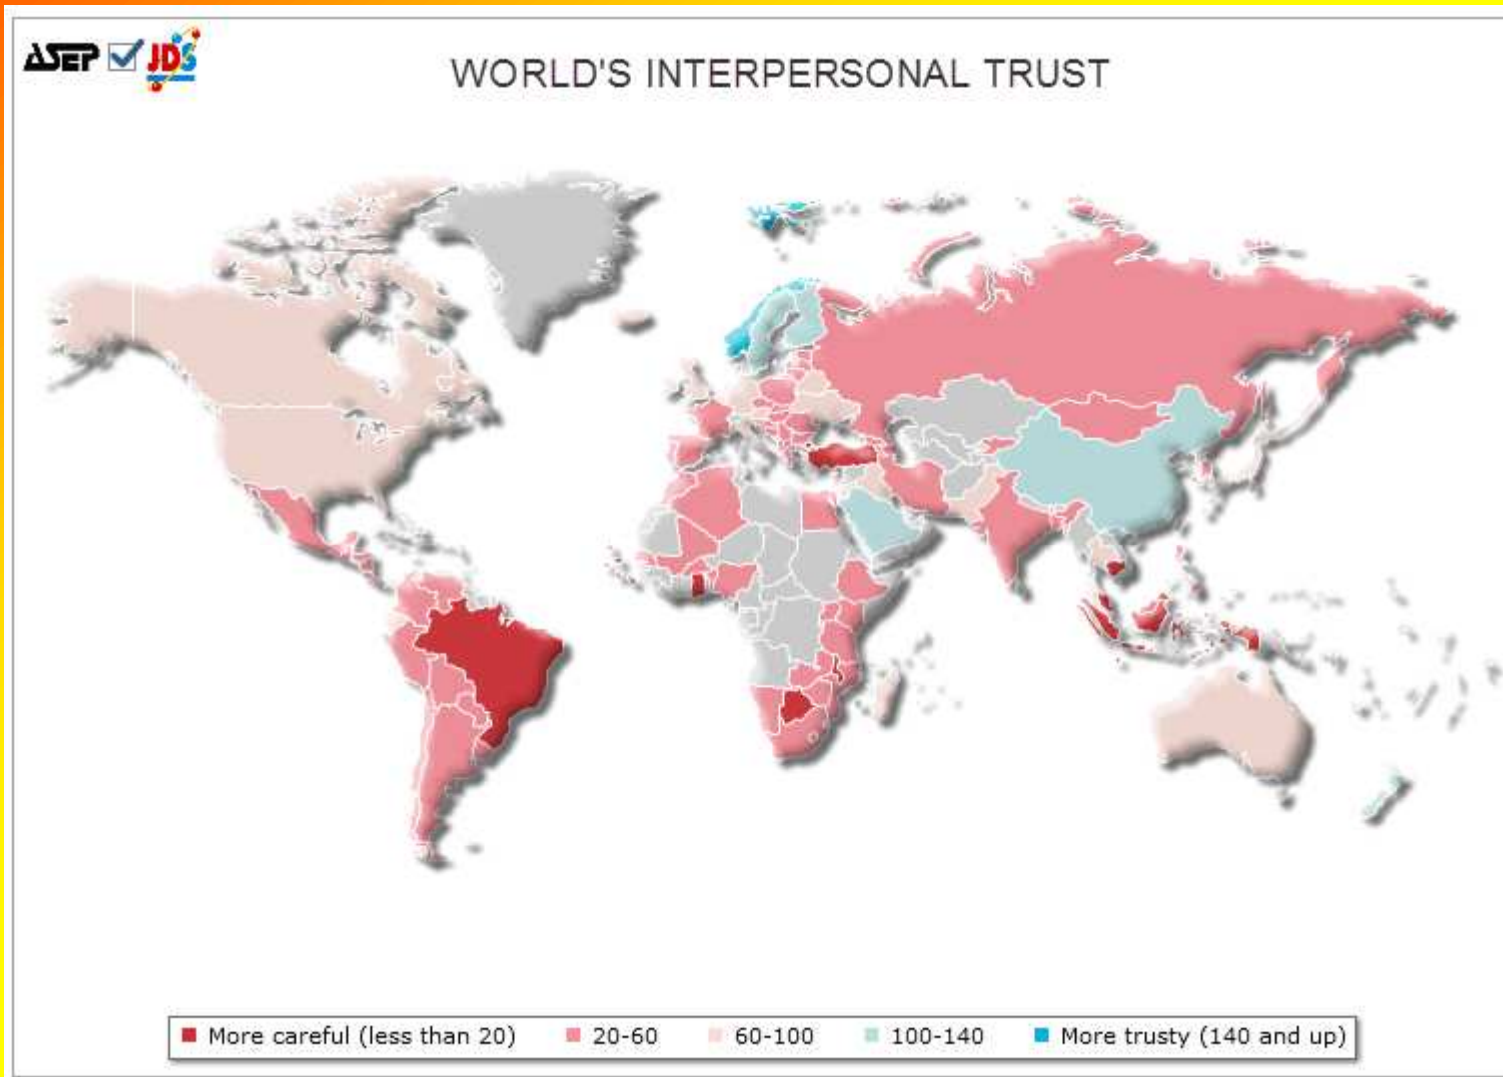 ASEP JDS
WORLD'S INTERPERSONAL TRUST
More careful (less than 20) 20-60 60-100 100-140 More trusty (140 and up)